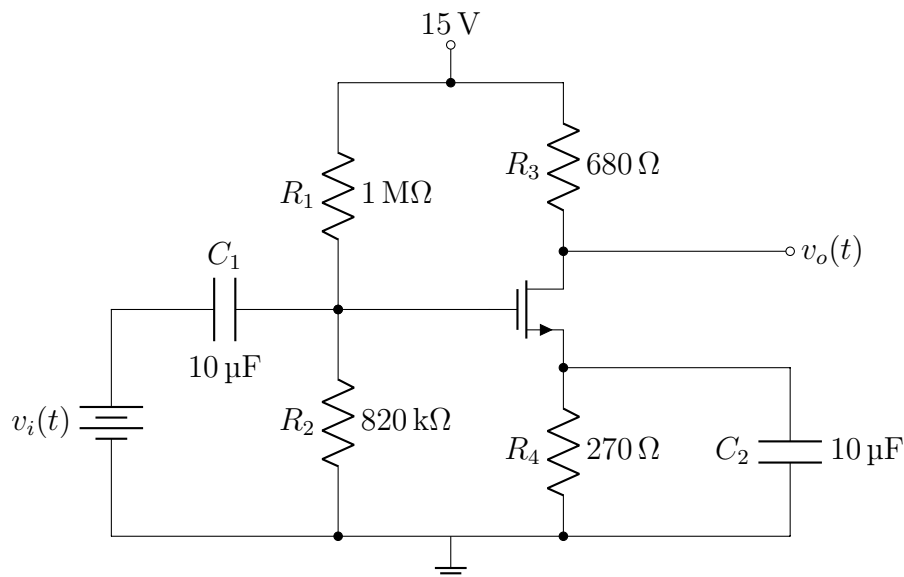 15 V
R₃ 680 Ω
R₁ 1 MΩ
vₒ(t)
C₁
10 µF
vᵢ(t)
R₂ 820 kΩ
R₄ 270 Ω
C₂ 10 µF